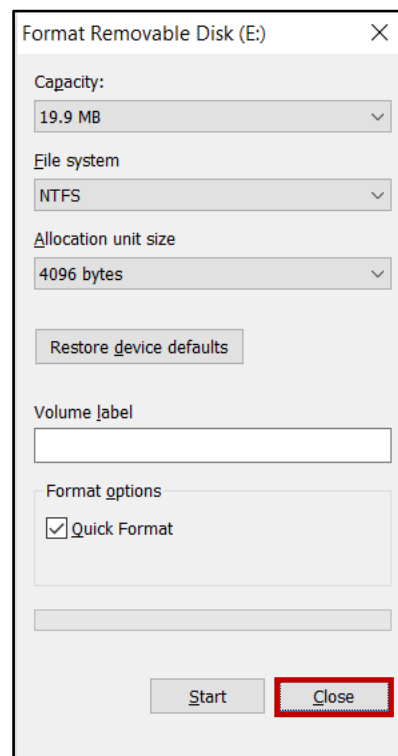 Format Removable Disk (E:)
Capacity:
19.9 MB
File system
NTFS
Allocation unit size
4096 bytes
Restore device defaults
Volume label
Format options
Quick Format
Start Close